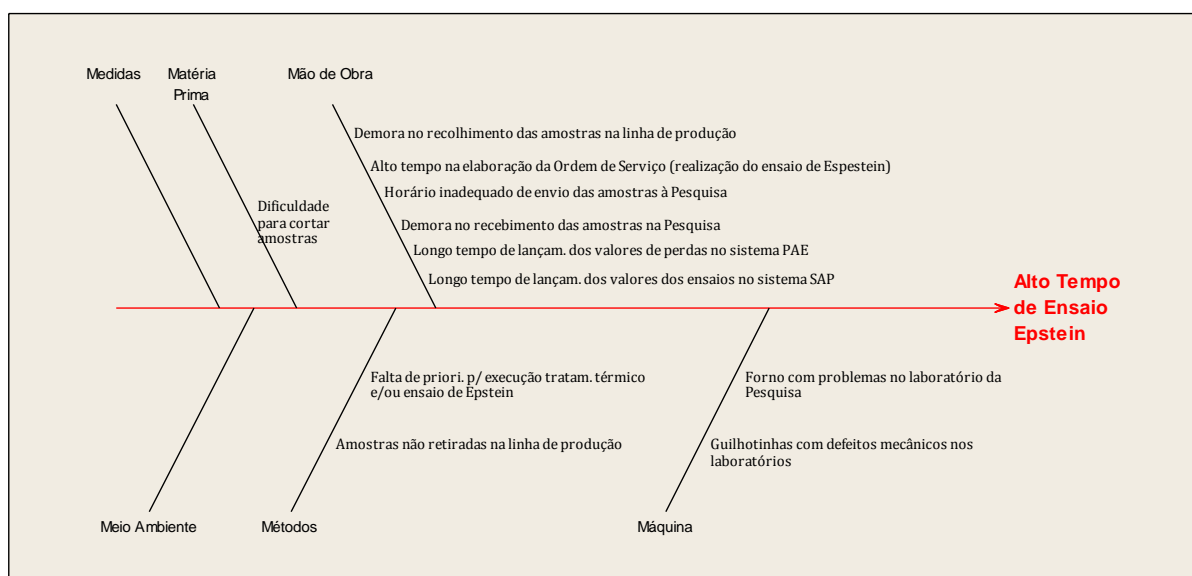 Medidas
Matéria
Prima
Mão de Obra
Demora no recolhimento das amostras na linha de produção
Alto tempo na elaboração da Ordem de Serviço (realização do ensaio de Espestein)
Horário inadequado de envio das amostras à Pesquisa
Dificuldade
para cortar
amostras
Demora no recebimento das amostras na Pesquisa
Longo tempo de lançam. dos valores de perdas no sistema PAE
Longo tempo de lançam. dos valores dos ensaios no sistema SAP
Alto Tempo
de Ensaio
Epstein
Falta de priori. p/ execução tratam. térmico
e/ou ensaio de Epstein
Amostras não retiradas na linha de produção
Forno com problemas no laboratório da
Pesquisa
Guilhotinhas com defeitos mecânicos nos
laboratórios
Meio Ambiente
Métodos
Máquina